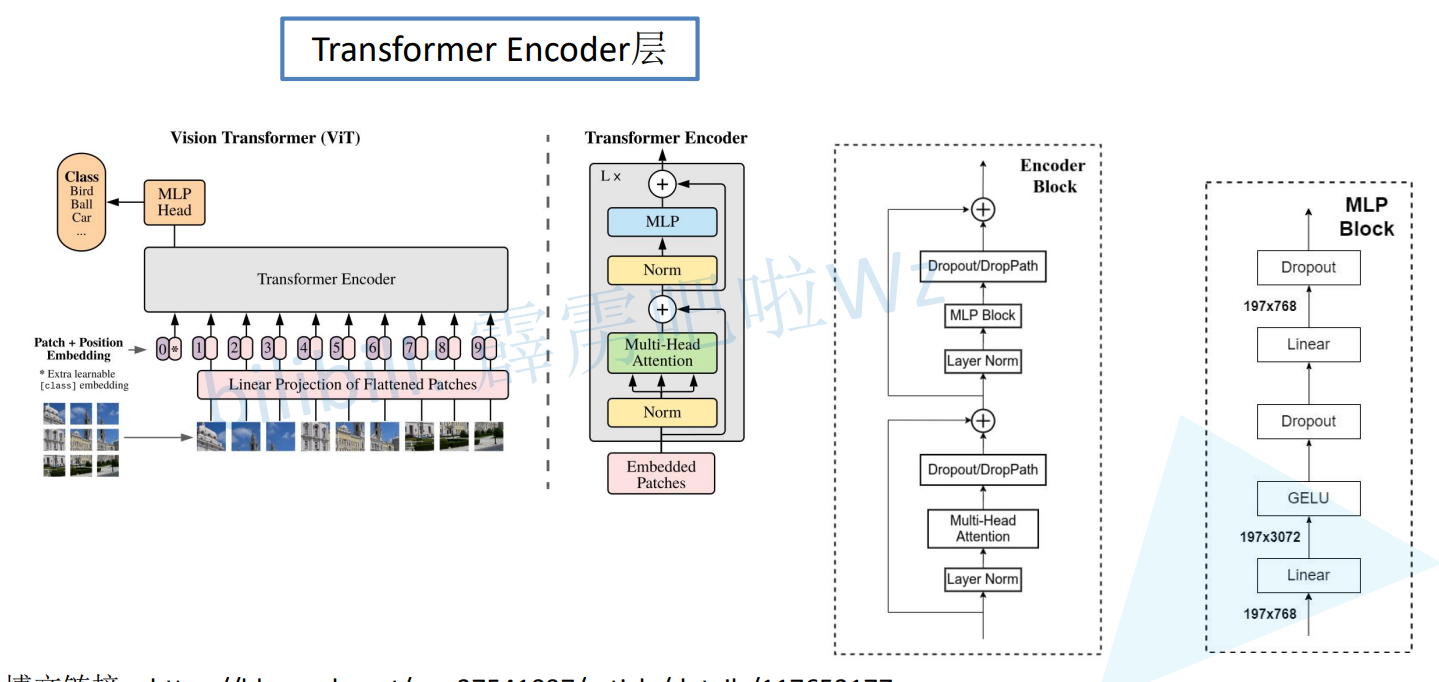 Transformer Encoder层
Vision Transformer (ViT)
Class
Bird
Ball
Car
...
MLP
Head
Transformer Encoder
Patch + Position
Embedding
* Extra learnable
[class] embedding
0 * 1 2 3 4 5 6 7 8 9
Linear Projection of Flattened Patches
Transformer Encoder
L x
+
MLP
Norm
+
Multi-Head
Attention
Norm
Embedded
Patches
Encoder
Block
Dropout/DropPath
MLP Block
Layer Norm
Dropout/DropPath
Multi-Head
Attention
Layer Norm
MLP
Block
Dropout
197x768
Linear
Dropout
GELU
197x3072
Linear
197x768
bilibili: 霹雳吧啦Wz